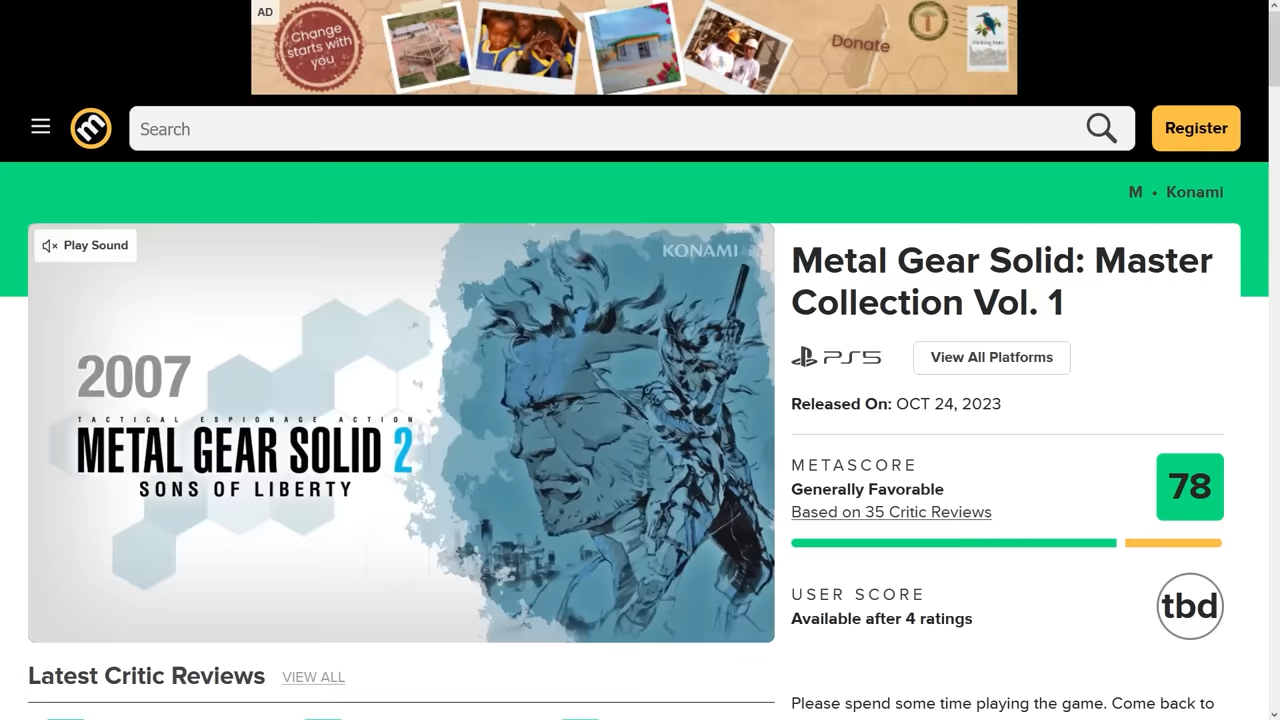 AD
Change
starts with
you
Donate
Search
Register
M • Konami
Play Sound
KONAMI
2007
TACTICAL ESPIONAGE ACTION
METAL GEAR SOLID 2
SONS OF LIBERTY
Metal Gear Solid: Master
Collection Vol. 1
PS5
View All Platforms
Released On: OCT 24, 2023
METASCORE
Generally Favorable
Based on 35 Critic Reviews
78
USER SCORE
Available after 4 ratings
tbd
Latest Critic Reviews
VIEW ALL
Please spend some time playing the game. Come back to